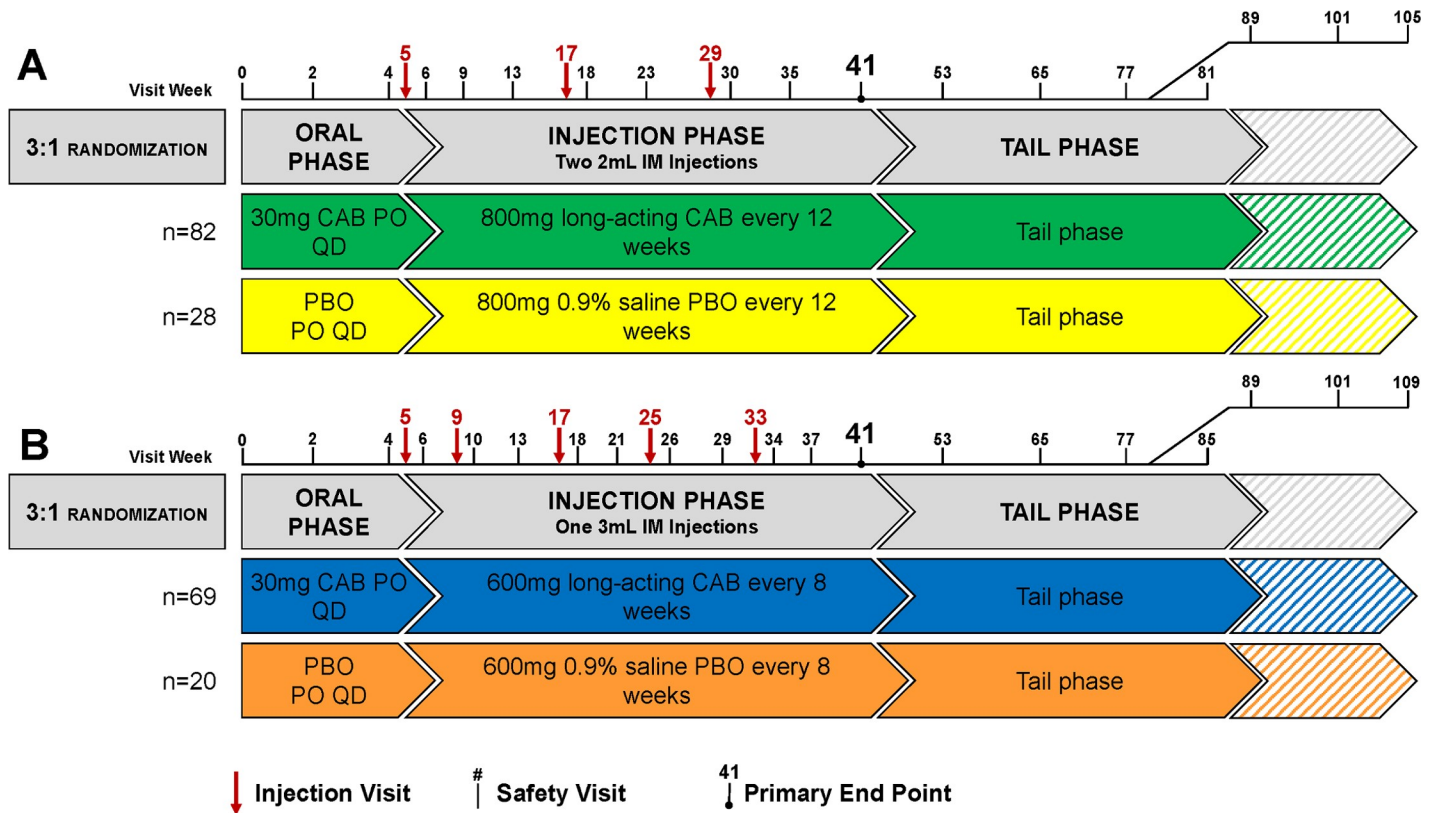 89 101 105
A
Visit Week
0 2 4 5 6 9 13 17 18 23 29 30 35 41 53 65 77 81
3:1 RANDOMIZATION
ORAL
PHASE
INJECTION PHASE
Two 2mL IM Injections
TAIL PHASE
n=82
30mg CAB PO
QD
800mg long-acting CAB every 12
weeks
Tail phase
n=28
PBO
PO QD
800mg 0.9% saline PBO every 12
weeks
Tail phase
89 101 109
B
Visit Week
0 2 4 5 6 9 10 13 17 18 21 25 26 29 33 34 37 41 53 65 77 85
3:1 RANDOMIZATION
ORAL
PHASE
INJECTION PHASE
One 3mL IM Injections
TAIL PHASE
n=69
30mg CAB PO
QD
600mg long-acting CAB every 8
weeks
Tail phase
n=20
PBO
PO QD
600mg 0.9% saline PBO every 8
weeks
Tail phase
Injection Visit
#
Safety Visit
41
Primary End Point